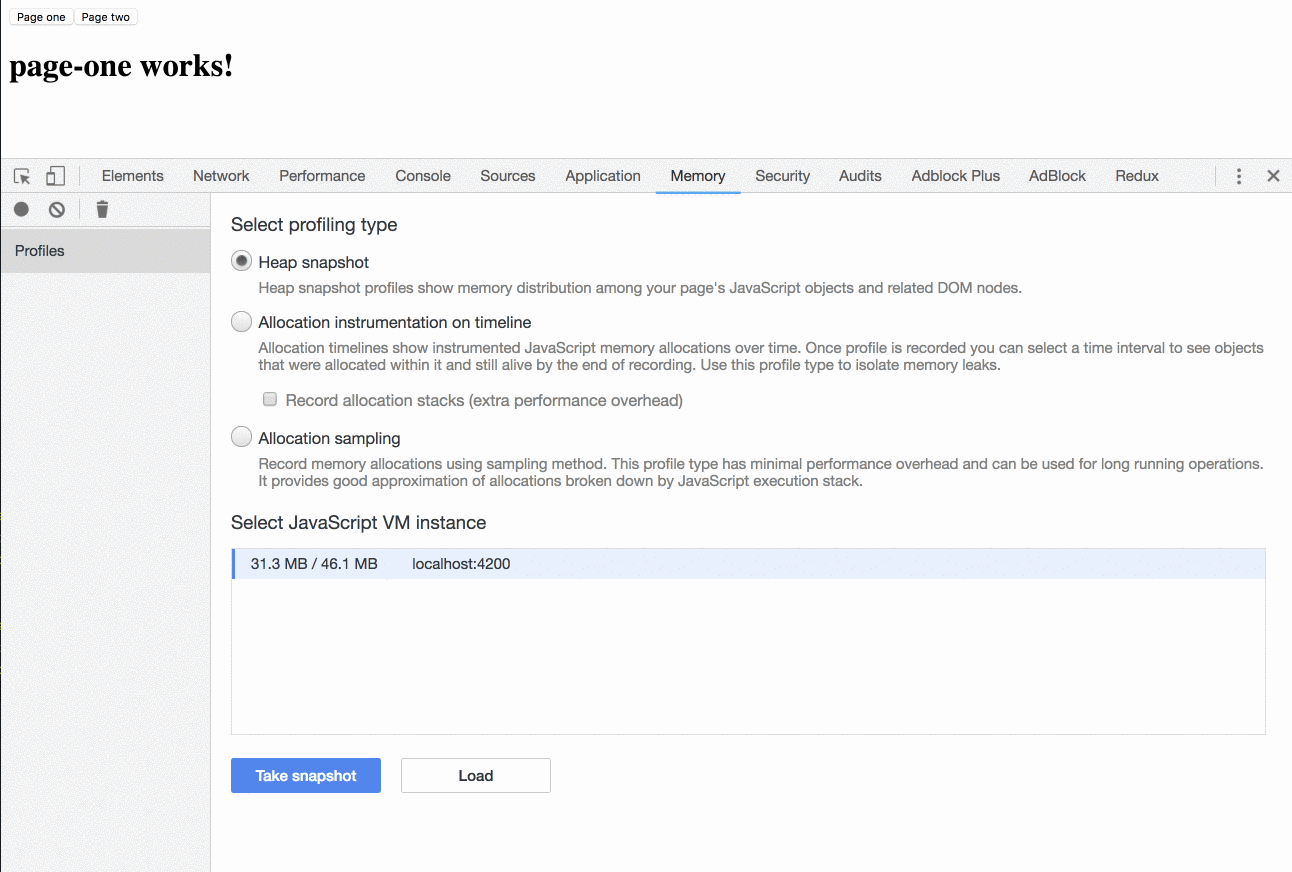 Page one Page two
page-one works!
Elements Network Performance Console Sources Application Memory Security Audits Adblock Plus AdBlock Redux
Profiles
Select profiling type
Heap snapshot
Heap snapshot profiles show memory distribution among your page's JavaScript objects and related DOM nodes.
Allocation instrumentation on timeline
Allocation timelines show instrumented JavaScript memory allocations over time. Once profile is recorded you can select a time interval to see objects
that were allocated within it and still alive by the end of recording. Use this profile type to isolate memory leaks.
Record allocation stacks (extra performance overhead)
Allocation sampling
Record memory allocations using sampling method. This profile type has minimal performance overhead and can be used for long running operations.
It provides good approximation of allocations broken down by JavaScript execution stack.
Select JavaScript VM instance
31.3 MB / 46.1 MB localhost:4200
Take snapshot Load